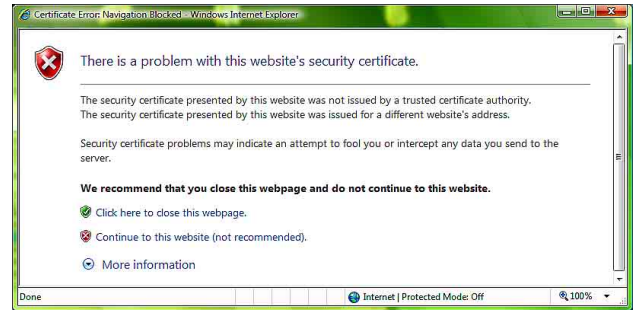 Certificate Error: Navigation Blocked - Windows Internet Explorer
There is a problem with this website's security certificate.
The security certificate presented by this website was not issued by a trusted certificate authority.
The security certificate presented by this website was issued for a different website's address.
Security certificate problems may indicate an attempt to fool you or intercept any data you send to the
server.
We recommend that you close this webpage and do not continue to this website.
Click here to close this webpage.
Continue to this website (not recommended).
More information
Done Internet | Protected Mode: Off 100%